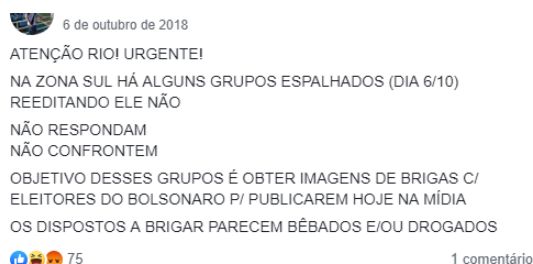 6 de outubro de 2018
ATENÇÃO RIO! URGENTE!
NA ZONA SUL HÁ ALGUNS GRUPOS ESPALHADOS (DIA 6/10)
REEDITANDO ELE NÃO
NÃO RESPONDAM
NÃO CONFRONTEM
OBJETIVO DESSES GRUPOS É OBTER IMAGENS DE BRIGAS C/
ELEITORES DO BOLSONARO P/ PUBLICAREM HOJE NA MÍDIA
OS DISPOSTOS A BRIGAR PARECEM BÊBADOS E/OU DROGADOS
75 1 comentário